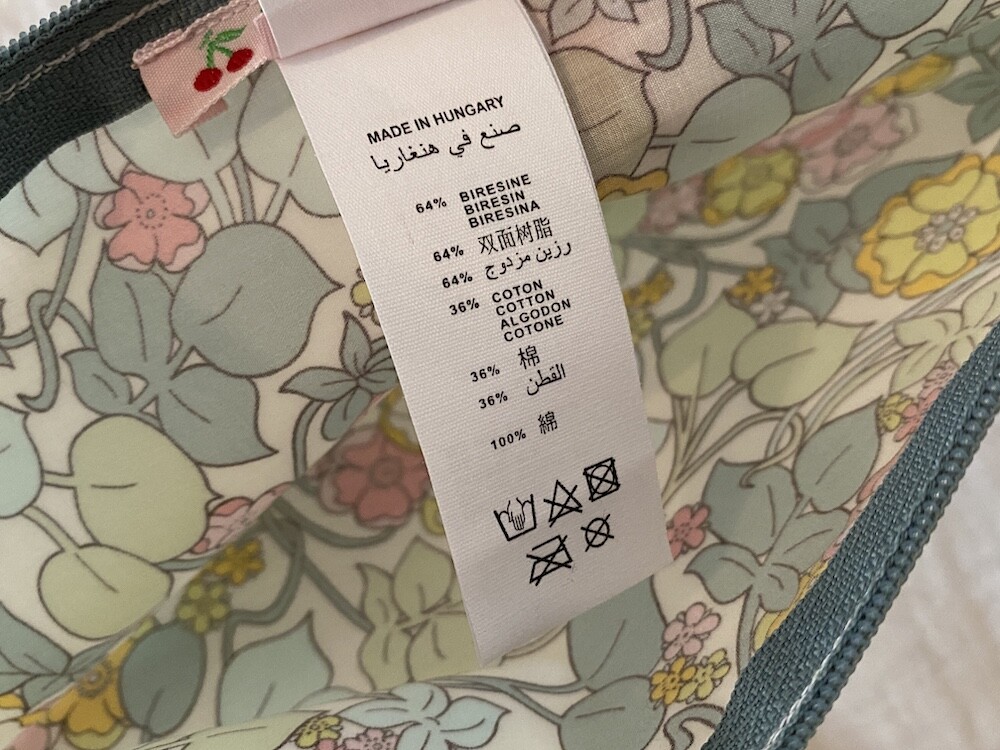 MADE IN HUNGARY
صنع في هنغاريا
64% BIRESINE
BIRESIN
BIRESINA
64% 双面树脂
64% رزين مزدوج
36% COTON
COTTON
ALGODON
COTONE
36% 棉
36% القطن
100% 綿